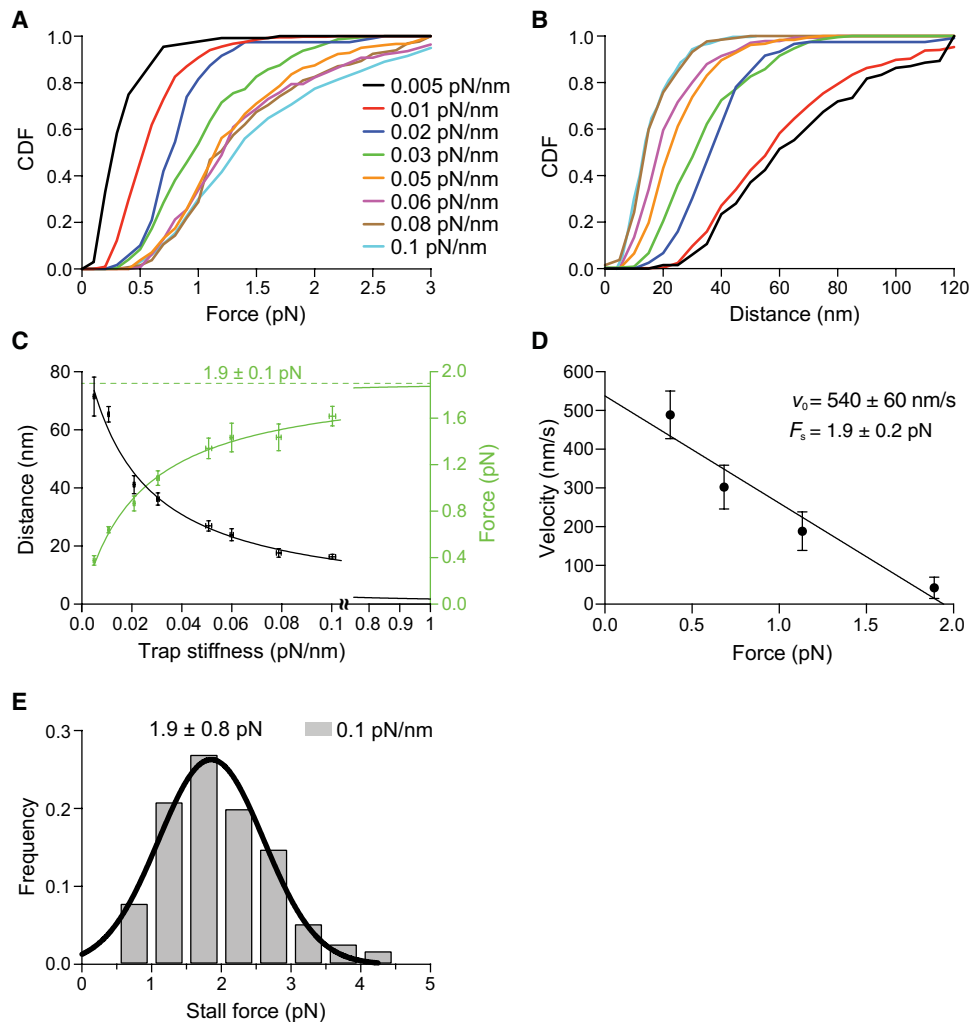 A
1.0
0.8
0.6
0.4
0.2
0.0
CDF
0.005 pN/nm
0.01 pN/nm
0.02 pN/nm
0.03 pN/nm
0.05 pN/nm
0.06 pN/nm
0.08 pN/nm
0.1 pN/nm
0 0.5 1 1.5 2 2.5 3
Force (pN)
B
1.0
0.8
0.6
0.4
0.2
0.0
CDF
0 20 40 60 80 100 120
Distance (nm)
C
1.9 ± 0.1 pN
80
60
40
20
0
Distance (nm)
2.0
1.6
1.2
0.8
0.4
0.0
Force (pN)
0.0 0.02 0.04 0.06 0.08 0.1 0.8 0.9 1
Trap stiffness (pN/nm)
D
600
500
400
300
200
100
0
Velocity (nm/s)
v0 = 540 ± 60 nm/s
Fs = 1.9 ± 0.2 pN
0.0 0.5 1.0 1.5 2.0
Force (pN)
E
1.9 ± 0.8 pN
0.1 pN/nm
0.3
0.2
0.1
0.0
Frequency
0 1 2 3 4 5
Stall force (pN)